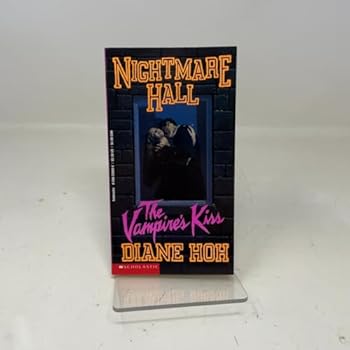 NIGHTMARE
HALL
The
Vampire's Kiss
DIANE HOH
SCHOLASTIC